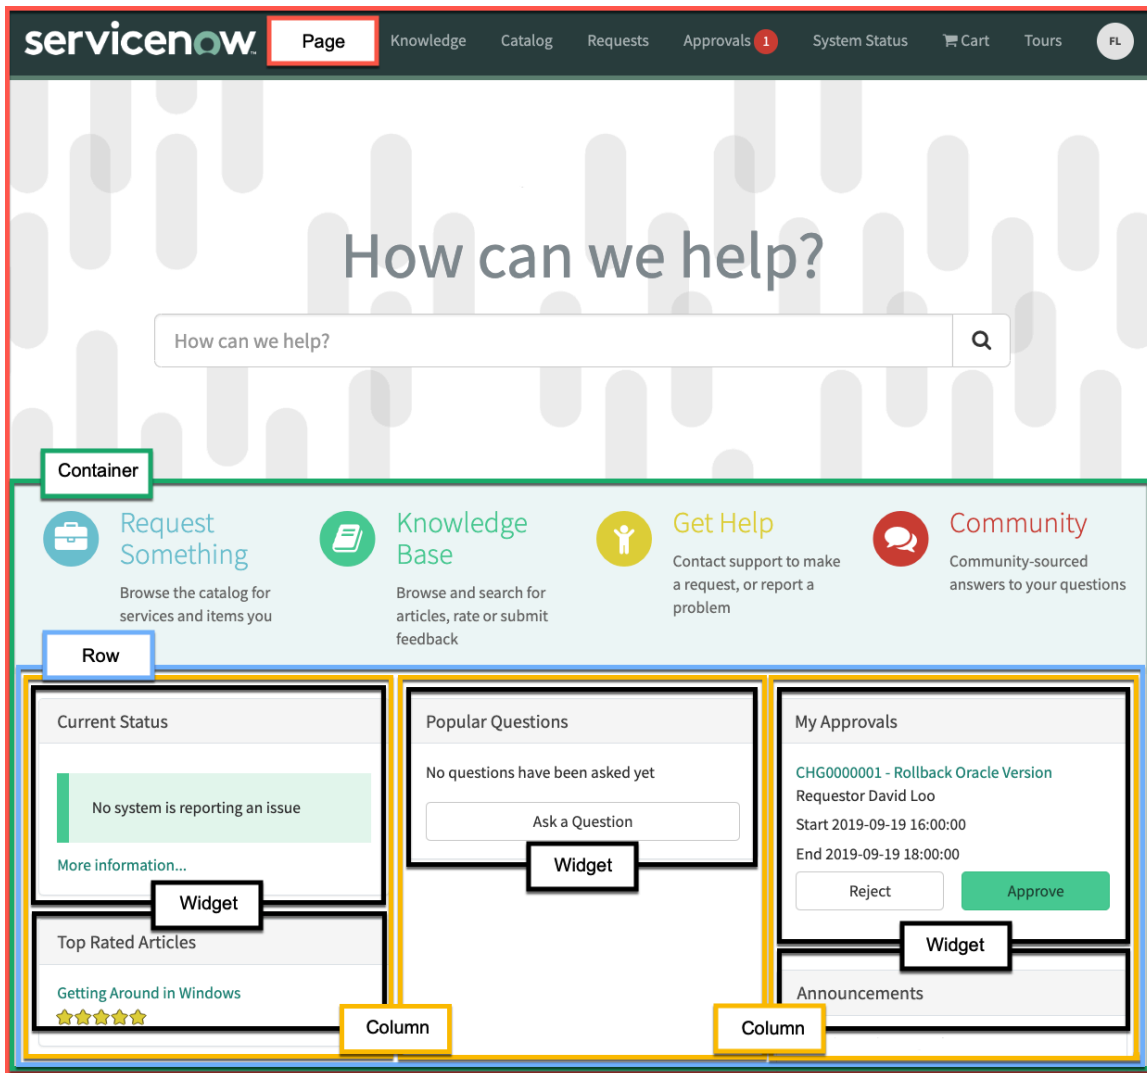 servicenow Page Knowledge Catalog Requests Approvals 1 System Status Cart Tours FL
How can we help?
How can we help?
Container
Request
Something
Browse the catalog for
services and items you
Knowledge
Base
Browse and search for
articles, rate or submit
feedback
Get Help
Contact support to make
a request, or report a
problem
Community
Community-sourced
answers to your questions
Row
Current Status
No system is reporting an issue
More information...
Widget
Top Rated Articles
Getting Around in Windows
Column
Popular Questions
No questions have been asked yet
Ask a Question
Widget
Column
My Approvals
CHG0000001 - Rollback Oracle Version
Requestor David Loo
Start 2019-09-19 16:00:00
End 2019-09-19 18:00:00
Reject
Approve
Widget
Announcements